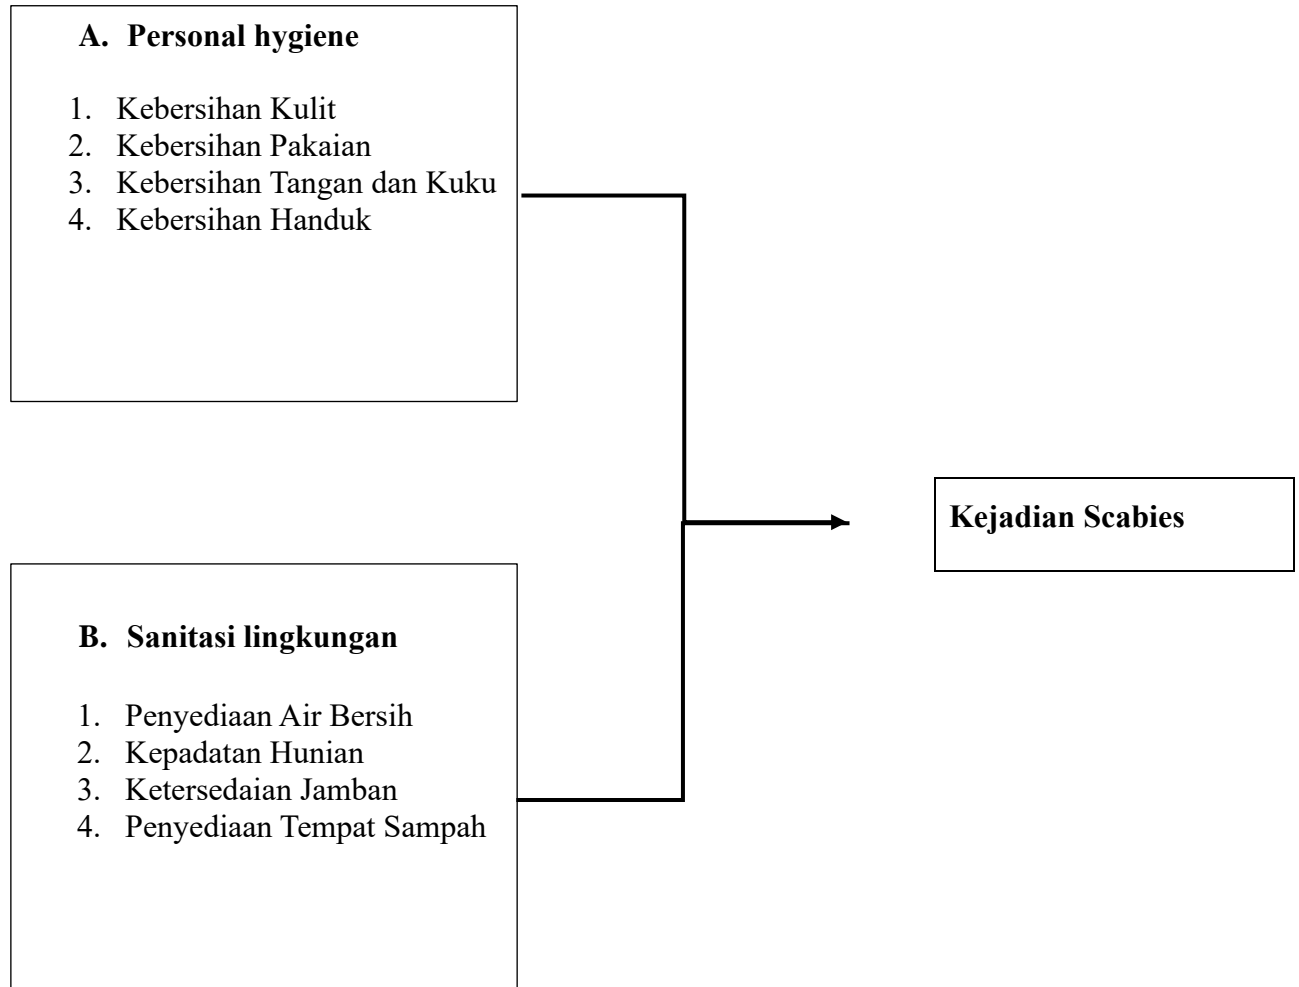 A. Personal hygiene
1. Kebersihan Kulit
2. Kebersihan Pakaian
3. Kebersihan Tangan dan Kuku
4. Kebersihan Handuk
Kejadian Scabies
B. Sanitasi lingkungan
1. Penyediaan Air Bersih
2. Kepadatan Hunian
3. Ketersedaian Jamban
4. Penyediaan Tempat Sampah